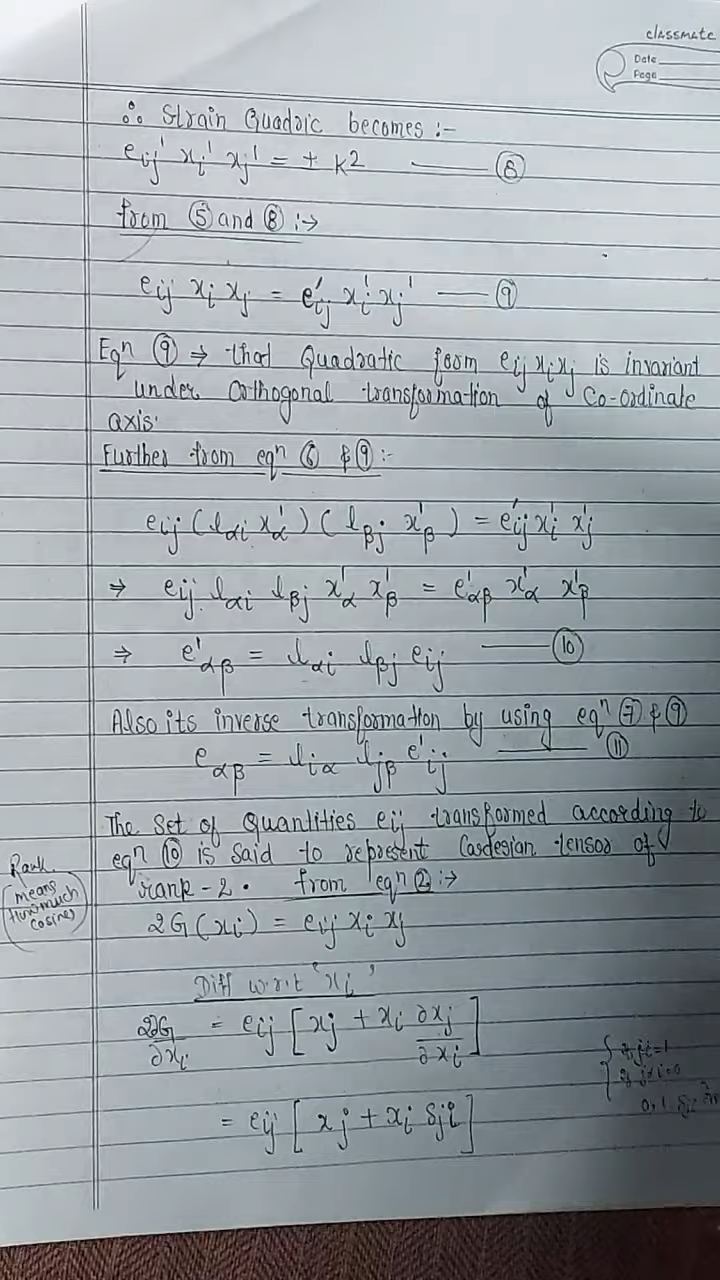 classmate
Date
Page
∴ Strain Quadric becomes :-
eij' xi' xj' = ± k² —— ⑧
from ⑤ and ⑧ :→
eij xi xj = e'ij x'i xj' —— ⑨
Eqn ⑨ ⇒ that Quadratic form eij xi xj is invariant
under orthogonal transformation of Co-ordinate
axis.
Further from eqn ⑥ & ⑨ :-
eij (lαi x'α) (lβj x'β) = e'ij x'i x'j
⇒ eij lαi lβj x'α x'β = e'αβ x'α x'β
⇒ e'αβ = lαi lβj eij —— ⑩
Also its inverse transformation by using eqn ⑦ & ⑨
eαβ = liα ljβ e'ij —— ⑪
The set of Quantities eij transformed according to
eqn ⑩ is said to represent Cartesian tensor of
rank - 2. from eqn ② :→
Rank
means
How much
cosines
2G(xi) = eij xi xj
Diff w.r.t 'xi'
2∂G/∂xi = eij [xj + xi ∂xj/∂xi]
= eij [xj + xi δji]